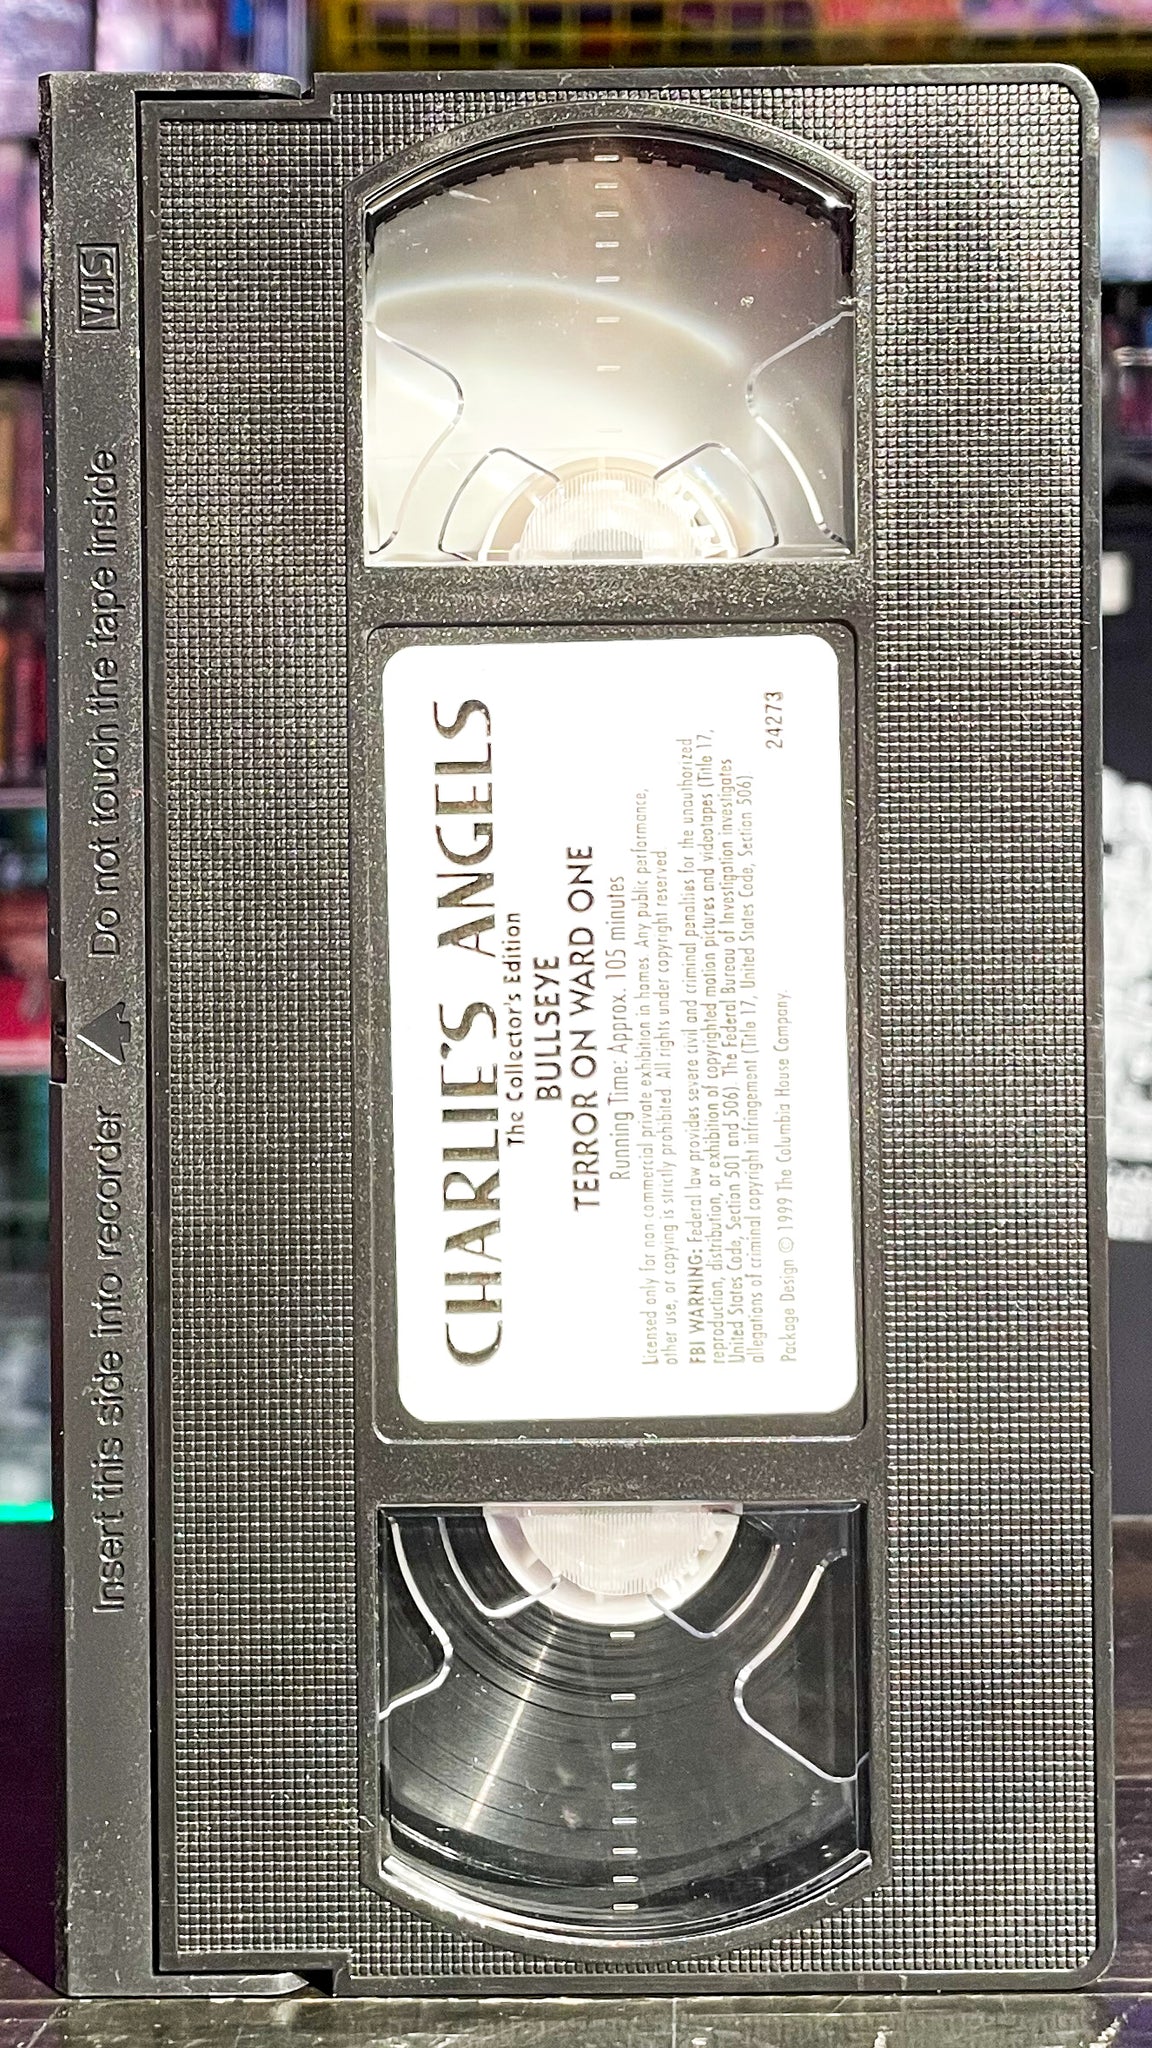 VHS
Insert this side into recorder Do not touch the tape inside
CHARLIE'S ANGELS
The Collector's Edition
BULLSEYE
TERROR ON WARD ONE
Running Time: Approx. 105 minutes
Licensed only for non-commercial private exhibition in homes. Any public performance,
other use, or copying is strictly prohibited. All rights under copyright reserved.
FBI WARNING: Federal law provides severe civil and criminal penalties for the unauthorized
reproduction, distribution, or exhibition of copyrighted motion pictures and videotapes (Title 17,
United States Code, Section 501 and 506). The Federal Bureau of Investigation investigates
allegations of criminal copyright infringement (Title 17, United States Code, Section 506)
Package Design © 1999 The Columbia House Company.
24273